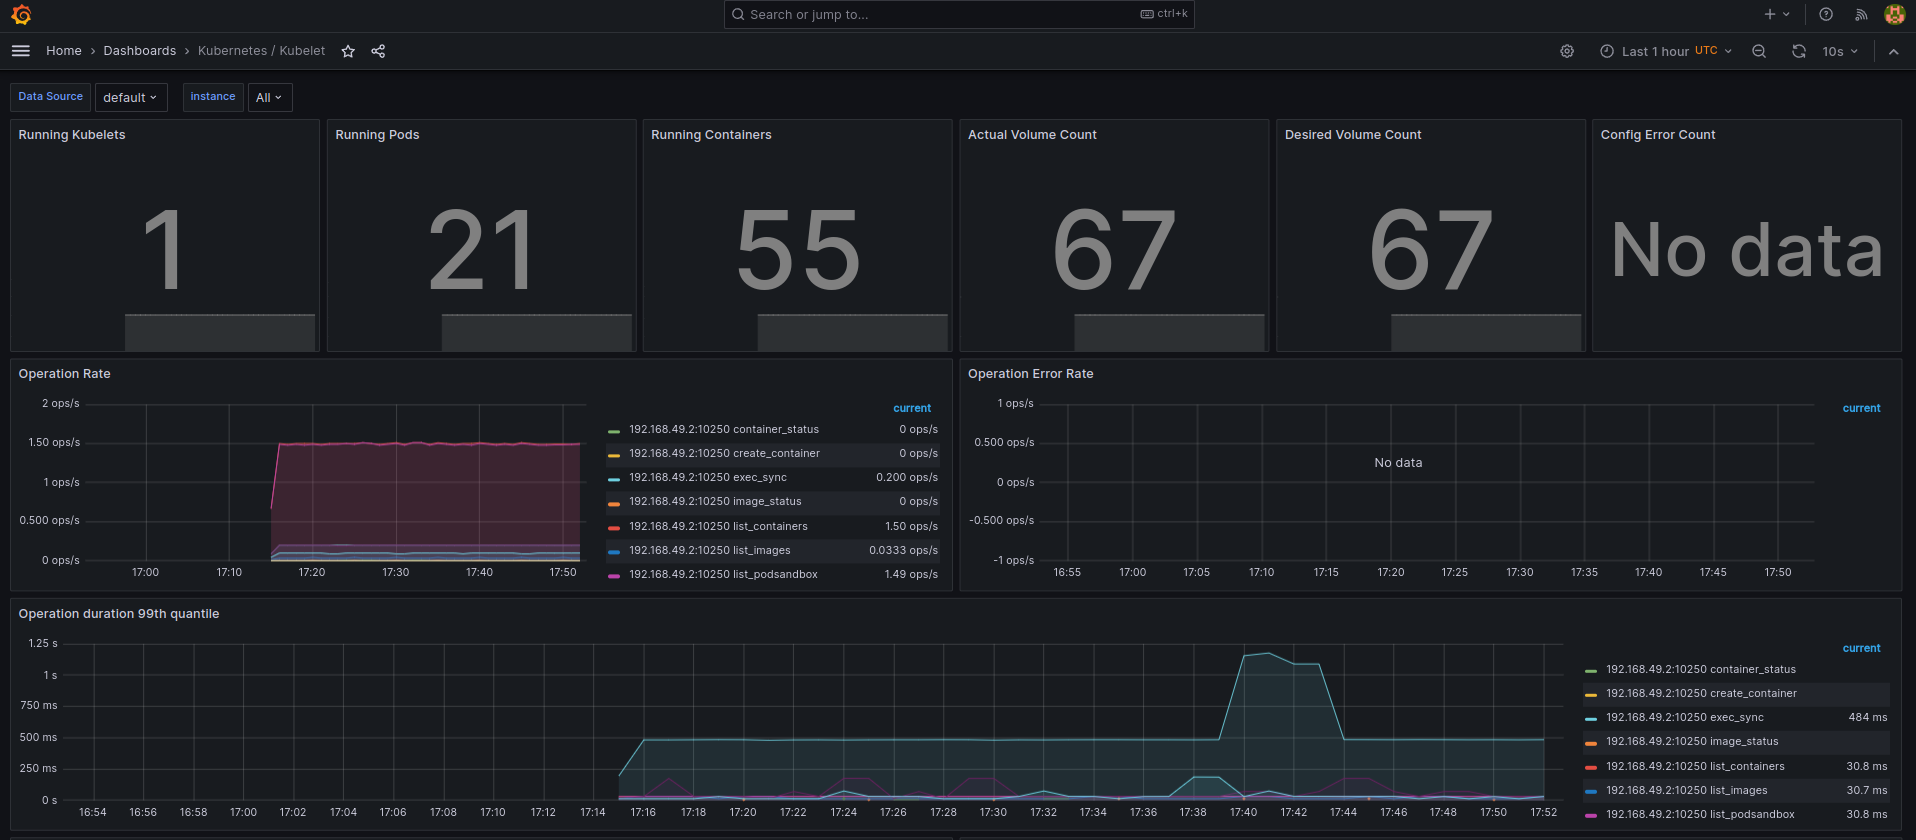 Search or jump to...
ctrl+k
Home › Dashboards › Kubernetes / Kubelet
Last 1 hour UTC
10s
Data Source
default
instance
All
Running Kubelets
1
Running Pods
21
Running Containers
55
Actual Volume Count
67
Desired Volume Count
67
Config Error Count
No data
Operation Rate
2 ops/s
1.50 ops/s
1 ops/s
0.500 ops/s
0 ops/s
17:00 17:10 17:20 17:30 17:40 17:50
current
192.168.49.2:10250 container_status 0 ops/s
192.168.49.2:10250 create_container 0 ops/s
192.168.49.2:10250 exec_sync 0.200 ops/s
192.168.49.2:10250 image_status 0 ops/s
192.168.49.2:10250 list_containers 1.50 ops/s
192.168.49.2:10250 list_images 0.0333 ops/s
192.168.49.2:10250 list_podsandbox 1.49 ops/s
Operation Error Rate
1 ops/s
0.500 ops/s
0 ops/s
-0.500 ops/s
-1 ops/s
No data
16:55 17:00 17:05 17:10 17:15 17:20 17:25 17:30 17:35 17:40 17:45 17:50
current
Operation duration 99th quantile
1.25 s
1 s
750 ms
500 ms
250 ms
0 s
16:54 16:56 16:58 17:00 17:02 17:04 17:06 17:08 17:10 17:12 17:14 17:16 17:18 17:20 17:22 17:24 17:26 17:28 17:30 17:32 17:34 17:36 17:38 17:40 17:42 17:44 17:46 17:48 17:50 17:52
current
192.168.49.2:10250 container_status
192.168.49.2:10250 create_container
192.168.49.2:10250 exec_sync 484 ms
192.168.49.2:10250 image_status
192.168.49.2:10250 list_containers 30.8 ms
192.168.49.2:10250 list_images 30.7 ms
192.168.49.2:10250 list_podsandbox 30.8 ms